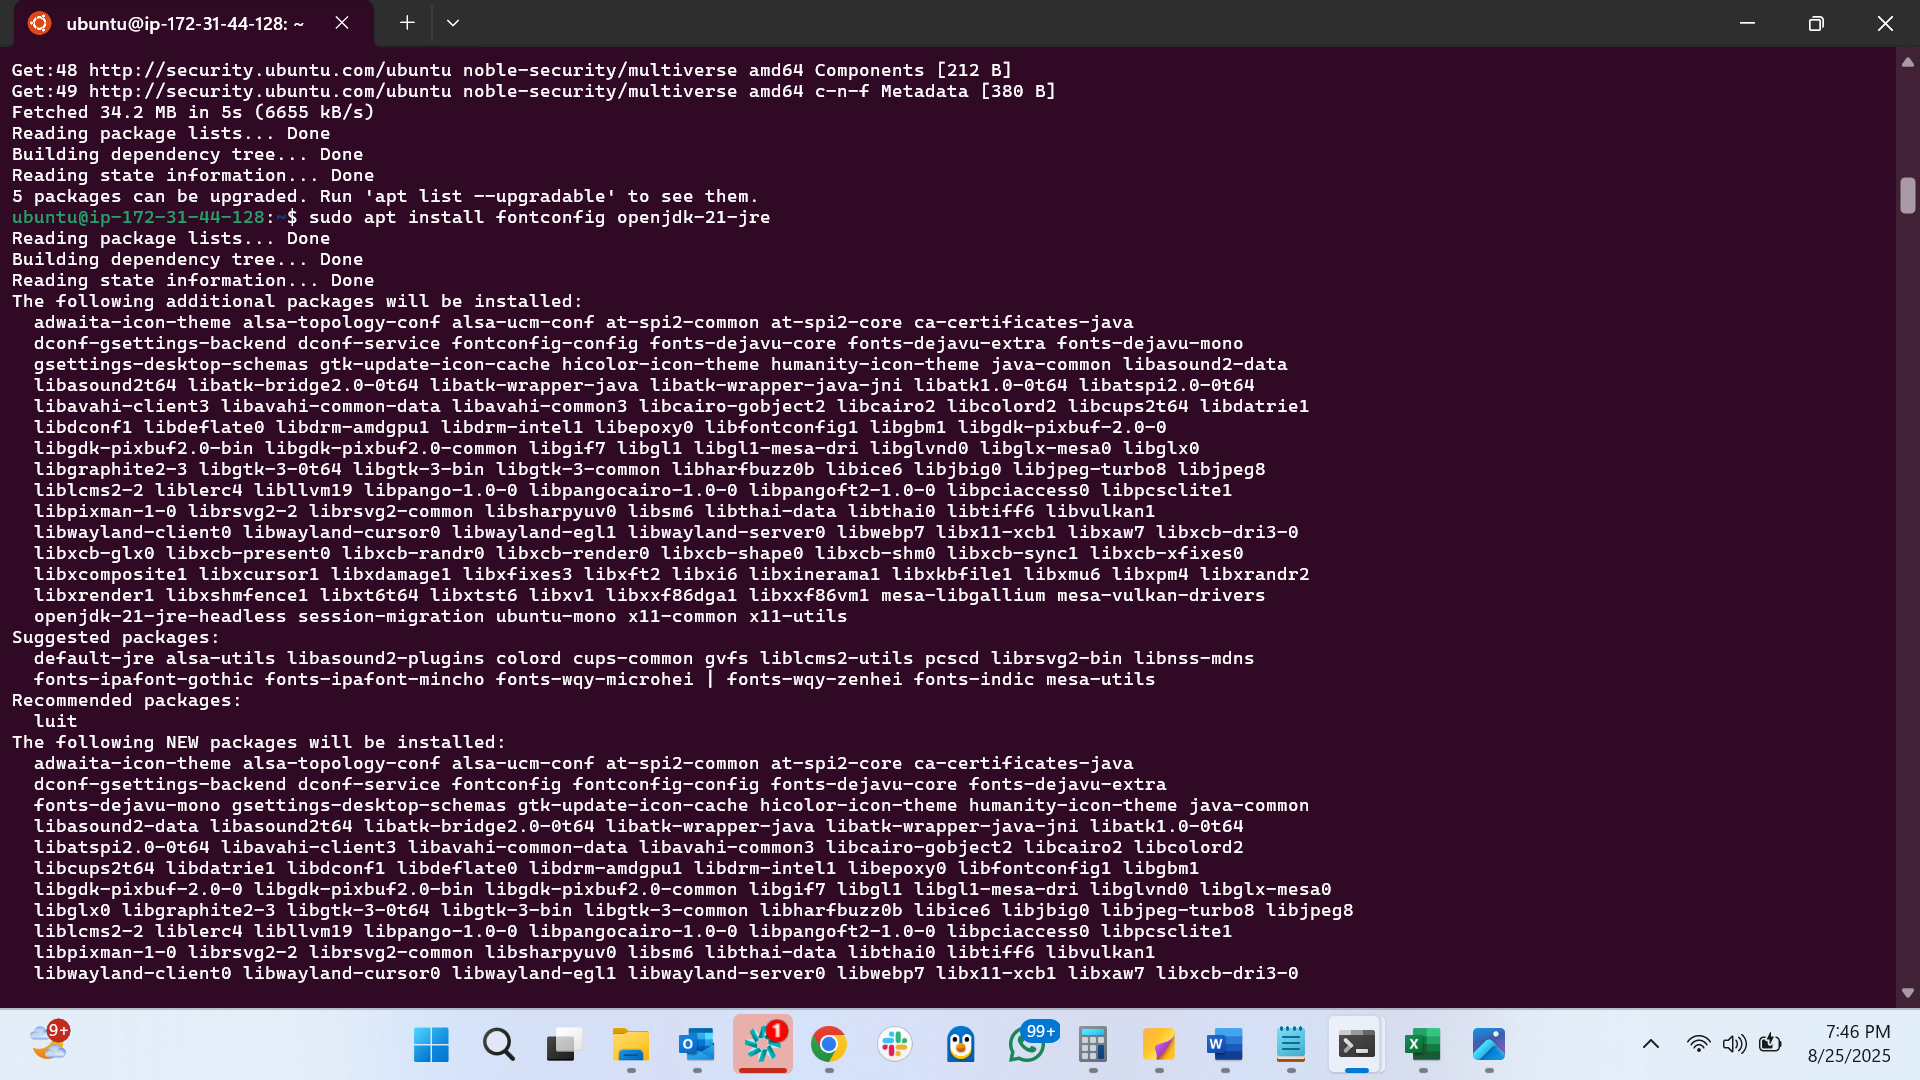 ubuntu@ip-172-31-44-128: ~
Get:48 http://security.ubuntu.com/ubuntu noble-security/multiverse amd64 Components [212 B]
Get:49 http://security.ubuntu.com/ubuntu noble-security/multiverse amd64 c-n-f Metadata [380 B]
Fetched 34.2 MB in 5s (6655 kB/s)
Reading package lists... Done
Building dependency tree... Done
Reading state information... Done
5 packages can be upgraded. Run 'apt list --upgradable' to see them.
ubuntu@ip-172-31-44-128:~$ sudo apt install fontconfig openjdk-21-jre
Reading package lists... Done
Building dependency tree... Done
Reading state information... Done
The following additional packages will be installed:
adwaita-icon-theme alsa-topology-conf alsa-ucm-conf at-spi2-common at-spi2-core ca-certificates-java
dconf-gsettings-backend dconf-service fontconfig-config fonts-dejavu-core fonts-dejavu-extra fonts-dejavu-mono
gsettings-desktop-schemas gtk-update-icon-cache hicolor-icon-theme humanity-icon-theme java-common libasound2-data
libasound2t64 libatk-bridge2.0-0t64 libatk-wrapper-java libatk-wrapper-java-jni libatk1.0-0t64 libatspi2.0-0t64
libavahi-client3 libavahi-common-data libavahi-common3 libcairo-gobject2 libcairo2 libcolord2 libcups2t64 libdatrie1
libdconf1 libdeflate0 libdrm-amdgpu1 libdrm-intel1 libepoxy0 libfontconfig1 libgbm1 libgdk-pixbuf-2.0-0
libgdk-pixbuf2.0-bin libgdk-pixbuf2.0-common libgif7 libgl1 libgl1-mesa-dri libglvnd0 libglx-mesa0 libglx0
libgraphite2-3 libgtk-3-0t64 libgtk-3-bin libgtk-3-common libharfbuzz0b libice6 libjbig0 libjpeg-turbo8 libjpeg8
liblcms2-2 liblerc4 libllvm19 libpango-1.0-0 libpangocairo-1.0-0 libpangoft2-1.0-0 libpciaccess0 libpcsclite1
libpixman-1-0 librsvg2-2 librsvg2-common libsharpyuv0 libsm6 libthai-data libthai0 libtiff6 libvulkan1
libwayland-client0 libwayland-cursor0 libwayland-egl1 libwayland-server0 libwebp7 libx11-xcb1 libxaw7 libxcb-dri3-0
libxcb-glx0 libxcb-present0 libxcb-randr0 libxcb-render0 libxcb-shape0 libxcb-shm0 libxcb-sync1 libxcb-xfixes0
libxcomposite1 libxcursor1 libxdamage1 libxfixes3 libxft2 libxi6 libxinerama1 libxkbfile1 libxmu6 libxpm4 libxrandr2
libxrender1 libxshmfence1 libxt6t64 libxtst6 libxv1 libxxf86dga1 libxxf86vm1 mesa-libgallium mesa-vulkan-drivers
openjdk-21-jre-headless session-migration ubuntu-mono x11-common x11-utils
Suggested packages:
default-jre alsa-utils libasound2-plugins colord cups-common gvfs liblcms2-utils pcscd librsvg2-bin libnss-mdns
fonts-ipafont-gothic fonts-ipafont-mincho fonts-wqy-microhei | fonts-wqy-zenhei fonts-indic mesa-utils
Recommended packages:
luit
The following NEW packages will be installed:
adwaita-icon-theme alsa-topology-conf alsa-ucm-conf at-spi2-common at-spi2-core ca-certificates-java
dconf-gsettings-backend dconf-service fontconfig fontconfig-config fonts-dejavu-core fonts-dejavu-extra
fonts-dejavu-mono gsettings-desktop-schemas gtk-update-icon-cache hicolor-icon-theme humanity-icon-theme java-common
libasound2-data libasound2t64 libatk-bridge2.0-0t64 libatk-wrapper-java libatk-wrapper-java-jni libatk1.0-0t64
libatspi2.0-0t64 libavahi-client3 libavahi-common-data libavahi-common3 libcairo-gobject2 libcairo2 libcolord2
libcups2t64 libdatrie1 libdconf1 libdeflate0 libdrm-amdgpu1 libdrm-intel1 libepoxy0 libfontconfig1 libgbm1
libgdk-pixbuf-2.0-0 libgdk-pixbuf2.0-bin libgdk-pixbuf2.0-common libgif7 libgl1 libgl1-mesa-dri libglvnd0 libglx-mesa0
libglx0 libgraphite2-3 libgtk-3-0t64 libgtk-3-bin libgtk-3-common libharfbuzz0b libice6 libjbig0 libjpeg-turbo8 libjpeg8
liblcms2-2 liblerc4 libllvm19 libpango-1.0-0 libpangocairo-1.0-0 libpangoft2-1.0-0 libpciaccess0 libpcsclite1
libpixman-1-0 librsvg2-2 librsvg2-common libsharpyuv0 libsm6 libthai-data libthai0 libtiff6 libvulkan1
libwayland-client0 libwayland-cursor0 libwayland-egl1 libwayland-server0 libwebp7 libx11-xcb1 libxaw7 libxcb-dri3-0
9+
1
99+
7:46 PM
8/25/2025